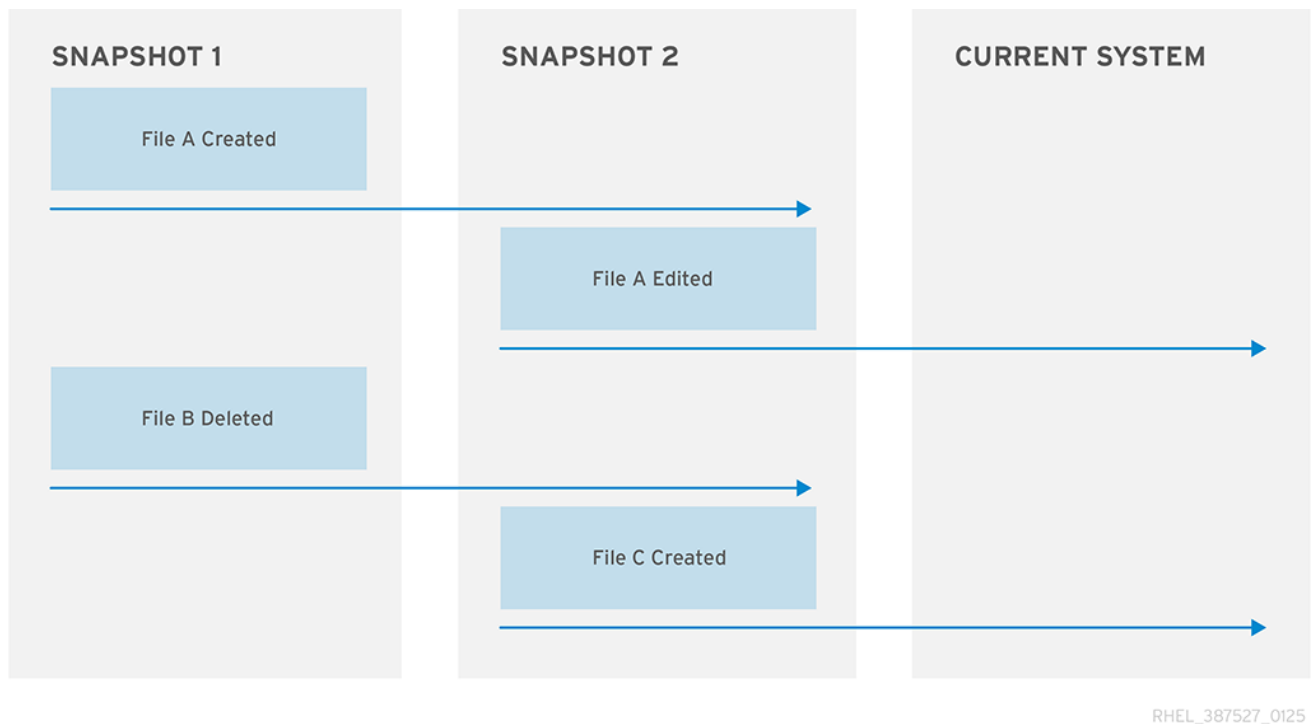 SNAPSHOT 1
SNAPSHOT 2
CURRENT SYSTEM
File A Created
File A Edited
File B Deleted
File C Created
RHEL_387527_0125